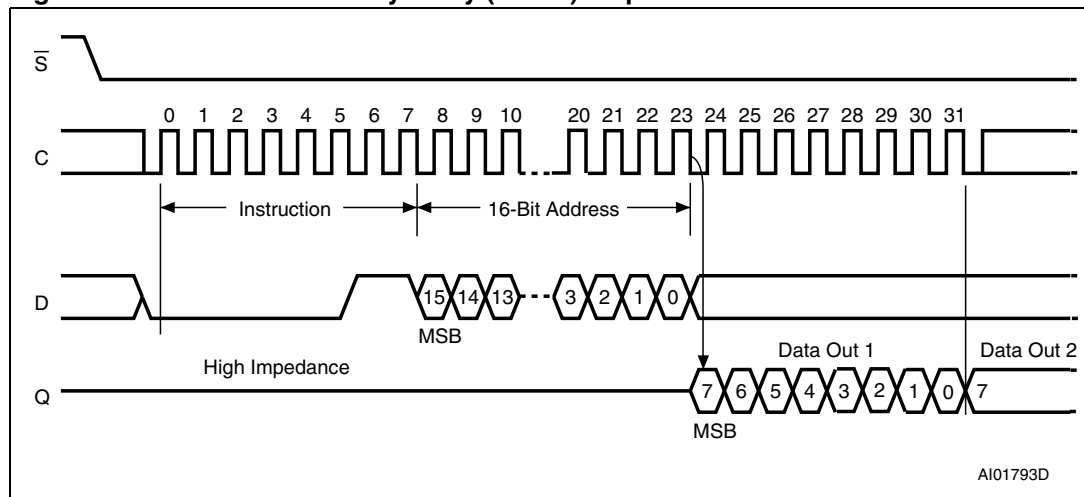 S
0 1 2 3 4 5 6 7 8 9 10 20 21 22 23 24 25 26 27 28 29 30 31
C
Instruction 16-Bit Address
D 15 14 13 3 2 1 0
MSB
High Impedance Data Out 1 Data Out 2
Q 7 6 5 4 3 2 1 0 7
MSB
AI01793D